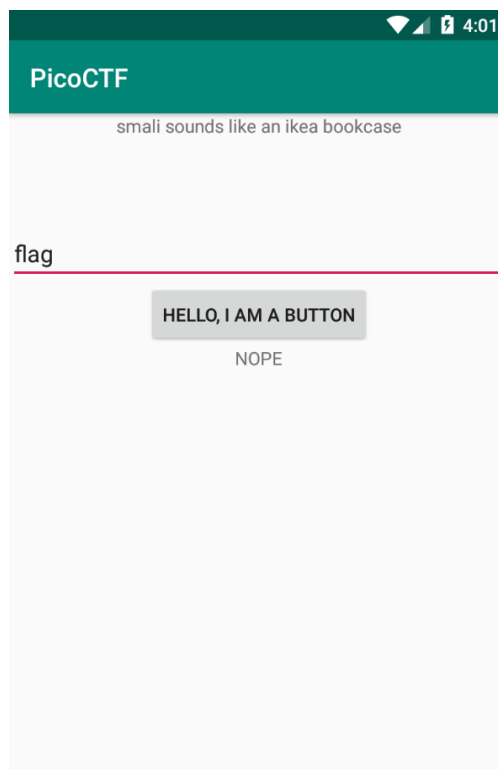 4:01
PicoCTF
smali sounds like an ikea bookcase
flag
HELLO, I AM A BUTTON
NOPE